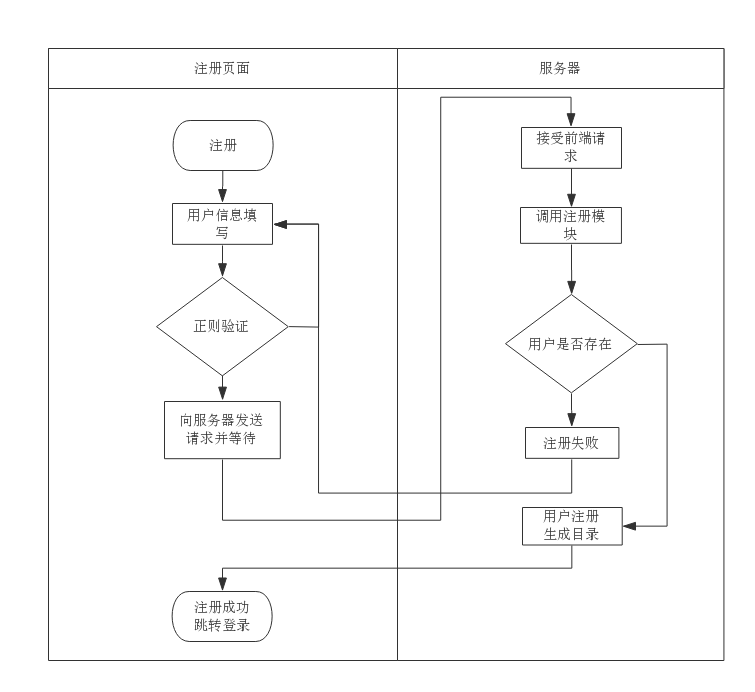 注册页面
服务器
注册
用户信息填
写
正则验证
向服务器发送
请求并等待
接受前端请
求
调用注册模
块
用户是否存在
注册失败
用户注册
生成目录
注册成功
跳转登录